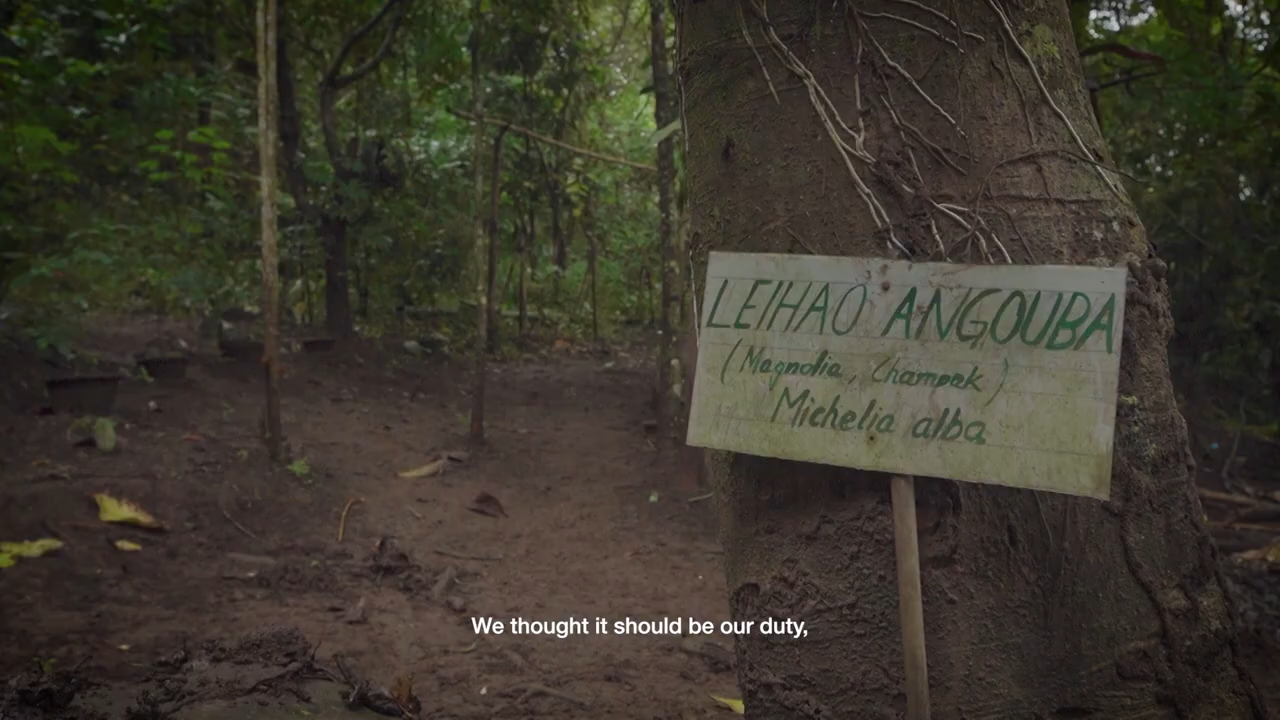 LEIHAO ANGOUBA
(Magnolia, Champak)
Michelia alba
We thought it should be our duty,